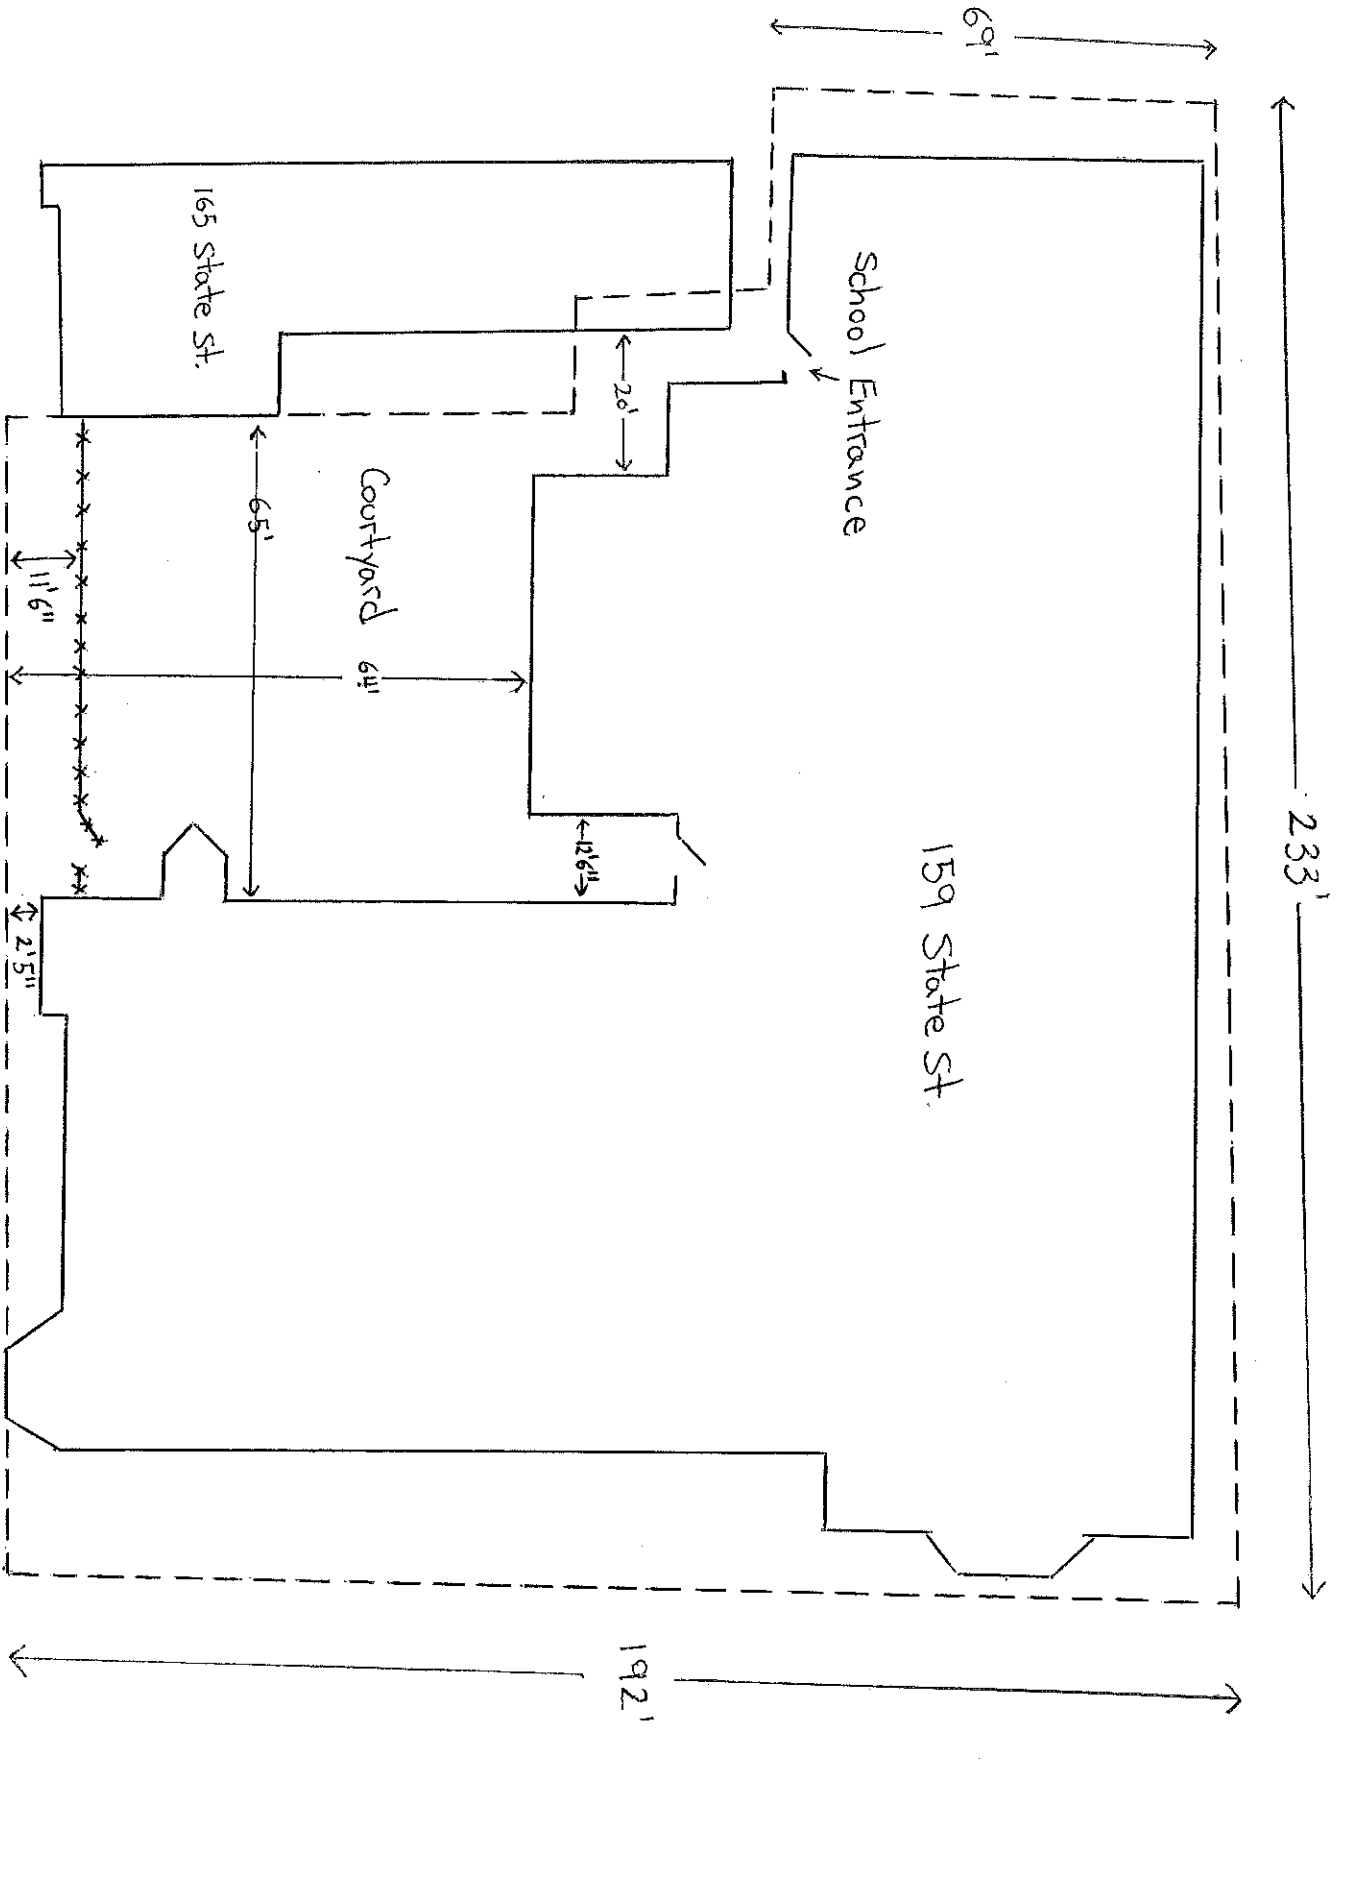 69'
233'
School Entrance
165 State St.
20'
Courtyard
65'
11'6"
64'
12'6"
159 State St.
2'5"
192'